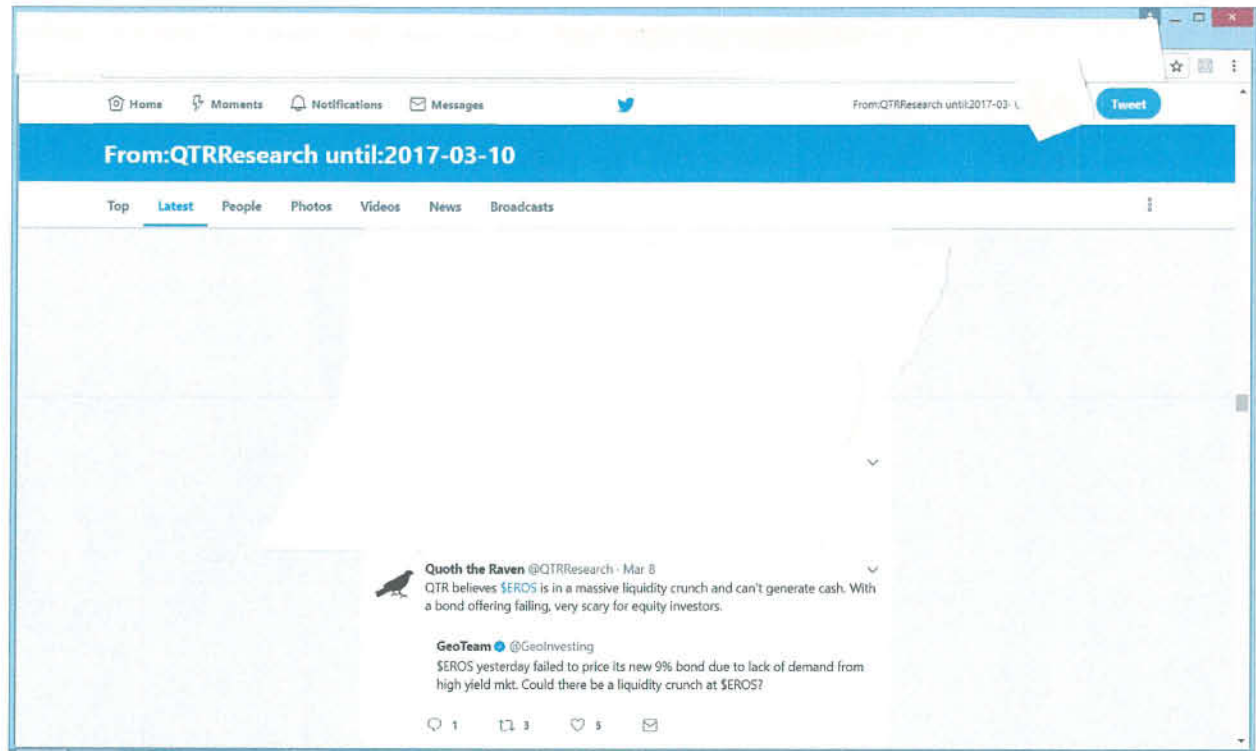 Home Moments Notifications Messages From:QTRResearch until:2017-03- Tweet
From:QTRResearch until:2017-03-10
Top Latest People Photos Videos News Broadcasts
Quoth the Raven @QTRResearch · Mar 8
QTR believes $EROS is in a massive liquidity crunch and can't generate cash. With
a bond offering failing, very scary for equity investors.
GeoTeam @GeoInvesting
$EROS yesterday failed to price its new 9% bond due to lack of demand from
high yield mkt. Could there be a liquidity crunch at $EROS?
1 3 5